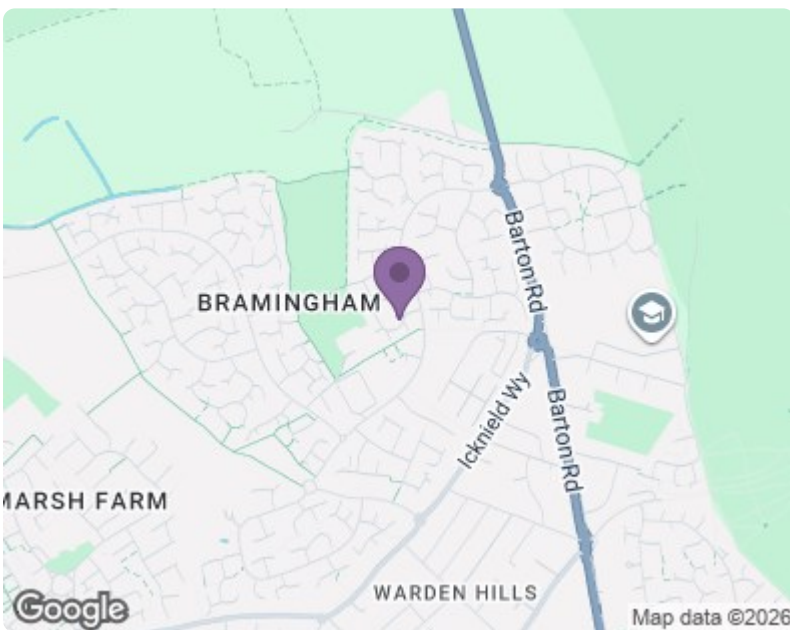 Barton Rd
BRAMINGHAM
Icknield Wy
Barton Rd
MARSH FARM
WARDEN HILLS
Google
Map data ©2026